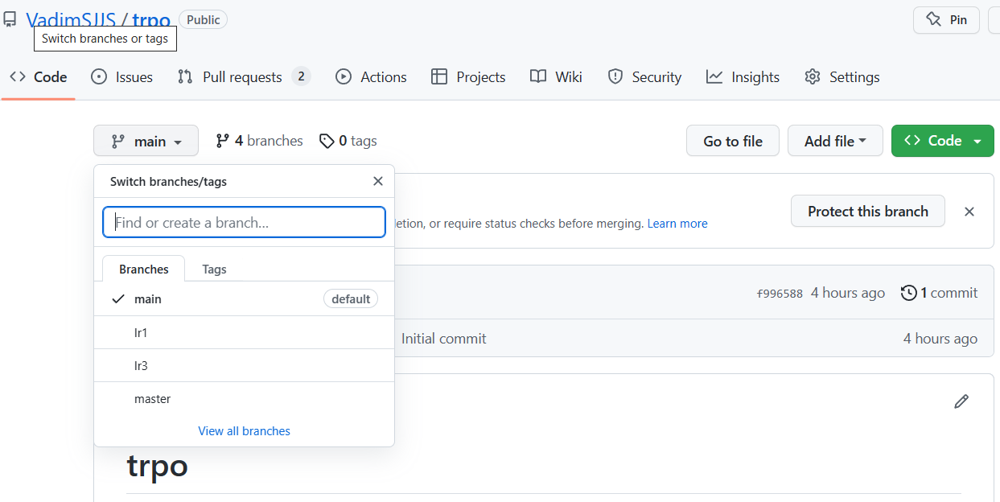 VadimSJJS / trpo Public
Pin
Switch branches or tags
Code Issues Pull requests 2 Actions Projects Wiki Security Insights Settings
main 4 branches 0 tags Go to file Add file Code
Switch branches/tags
Find or create a branch...
letion, or require status checks before merging. Learn more
Protect this branch
Branches Tags
main default
f996588 4 hours ago 1 commit
lr1
Initial commit 4 hours ago
lr3
master
View all branches
trpo